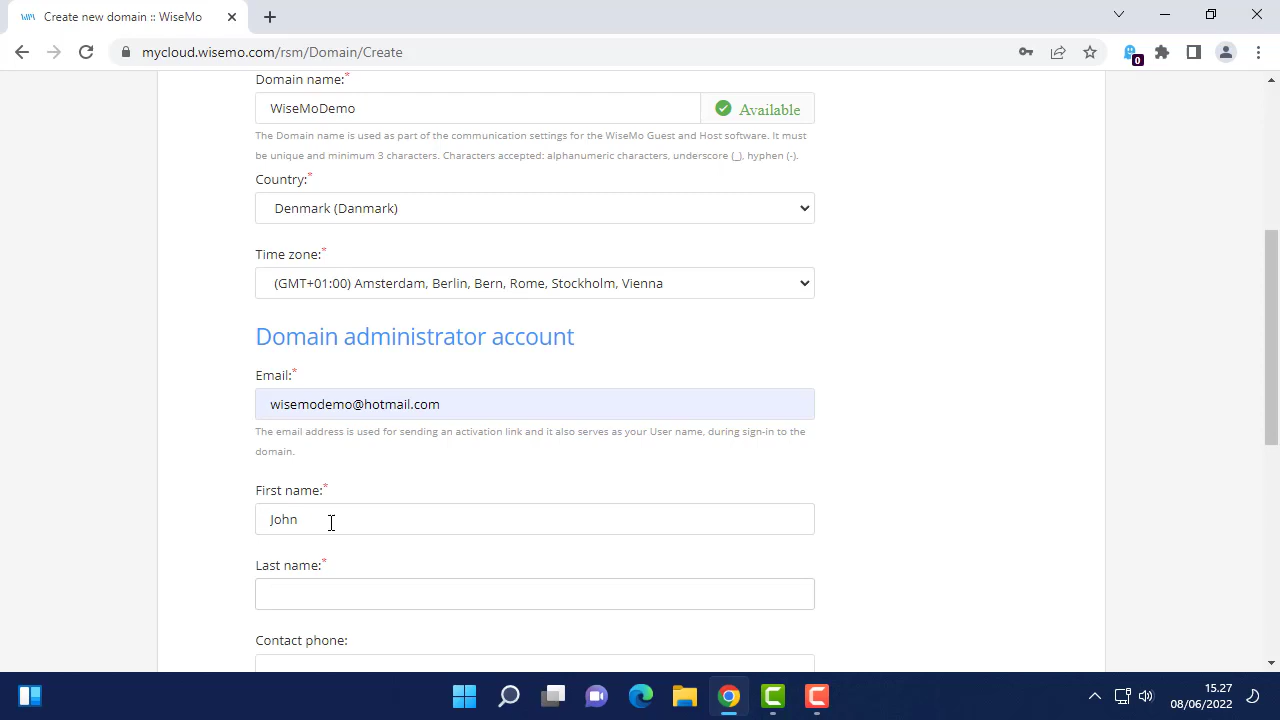 Create new domain :: WiseMo
mycloud.wisemo.com/rsm/Domain/Create
0
Domain name:*
WiseMoDemo
Available
The Domain name is used as part of the communication settings for the WiseMo Guest and Host software. It must
be unique and minimum 3 characters. Characters accepted: alphanumeric characters, underscore (_), hyphen (-).
Country:*
Denmark (Danmark)
Time zone:*
(GMT+01:00) Amsterdam, Berlin, Bern, Rome, Stockholm, Vienna
Domain administrator account
Email:*
wisemodemo@hotmail.com
The email address is used for sending an activation link and it also serves as your User name, during sign-in to the
domain.
First name:*
John
Last name:*
Contact phone:
15.27
08/06/2022